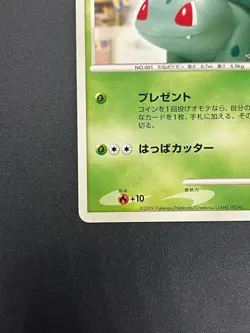 NO.001 たねポケモン 高さ 0.7m 重さ 6.9kg
プレゼント
コインを1回投げオモテなら、自分の
なカードを1枚、手札に加える。その
切る。
はっぱカッター
弱点
+10
抵抗力
©2009 Pokémon/Nintendo/Creatures/GAME FREAK.